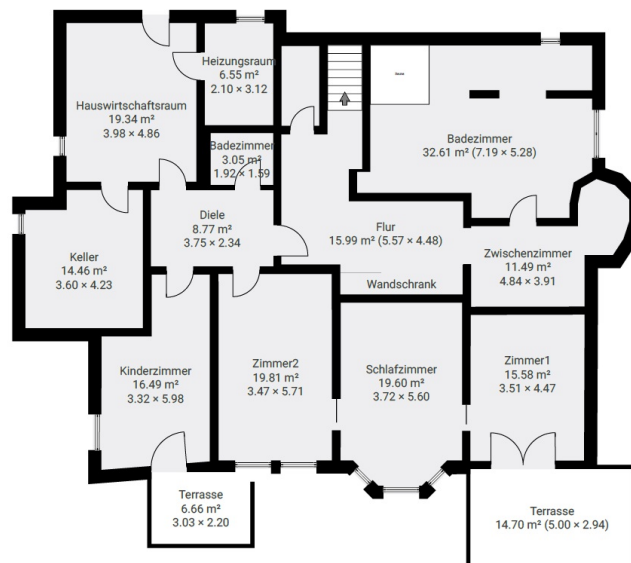 Heizungsraum
6.55 m²
2.10 × 3.12
Hauswirtschaftsraum
19.34 m²
3.98 × 4.86
Badezimmer
32.61 m² (7.19 × 5.28)
Badezimmer
3.05 m²
1.92 × 1.59
Diele
8.77 m²
3.75 × 2.34
Flur
15.99 m² (5.57 × 4.48)
Keller
14.46 m²
3.60 × 4.23
Zwischenzimmer
11.49 m²
4.84 × 3.91
Wandschrank
Kinderzimmer
16.49 m²
3.32 × 5.98
Zimmer2
19.81 m²
3.47 × 5.71
Schlafzimmer
19.60 m²
3.72 × 5.60
Zimmer1
15.58 m²
3.51 × 4.47
Terrasse
6.66 m²
3.03 × 2.20
Terrasse
14.70 m² (5.00 × 2.94)